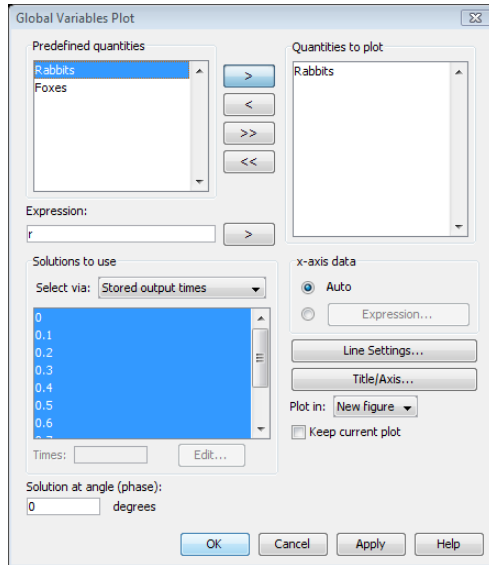 Global Variables Plot
Predefined quantities
Rabbits
Foxes
>
<
>>
<<
Quantities to plot
Rabbits
Expression:
r
>
Solutions to use
Select via: Stored output times
0
0.1
0.2
0.3
0.4
0.5
0.6
Times:
Edit...
x-axis data
Auto
Expression...
Line Settings...
Title/Axis...
Plot in: New figure
Keep current plot
Solution at angle (phase):
0 degrees
OK Cancel Apply Help